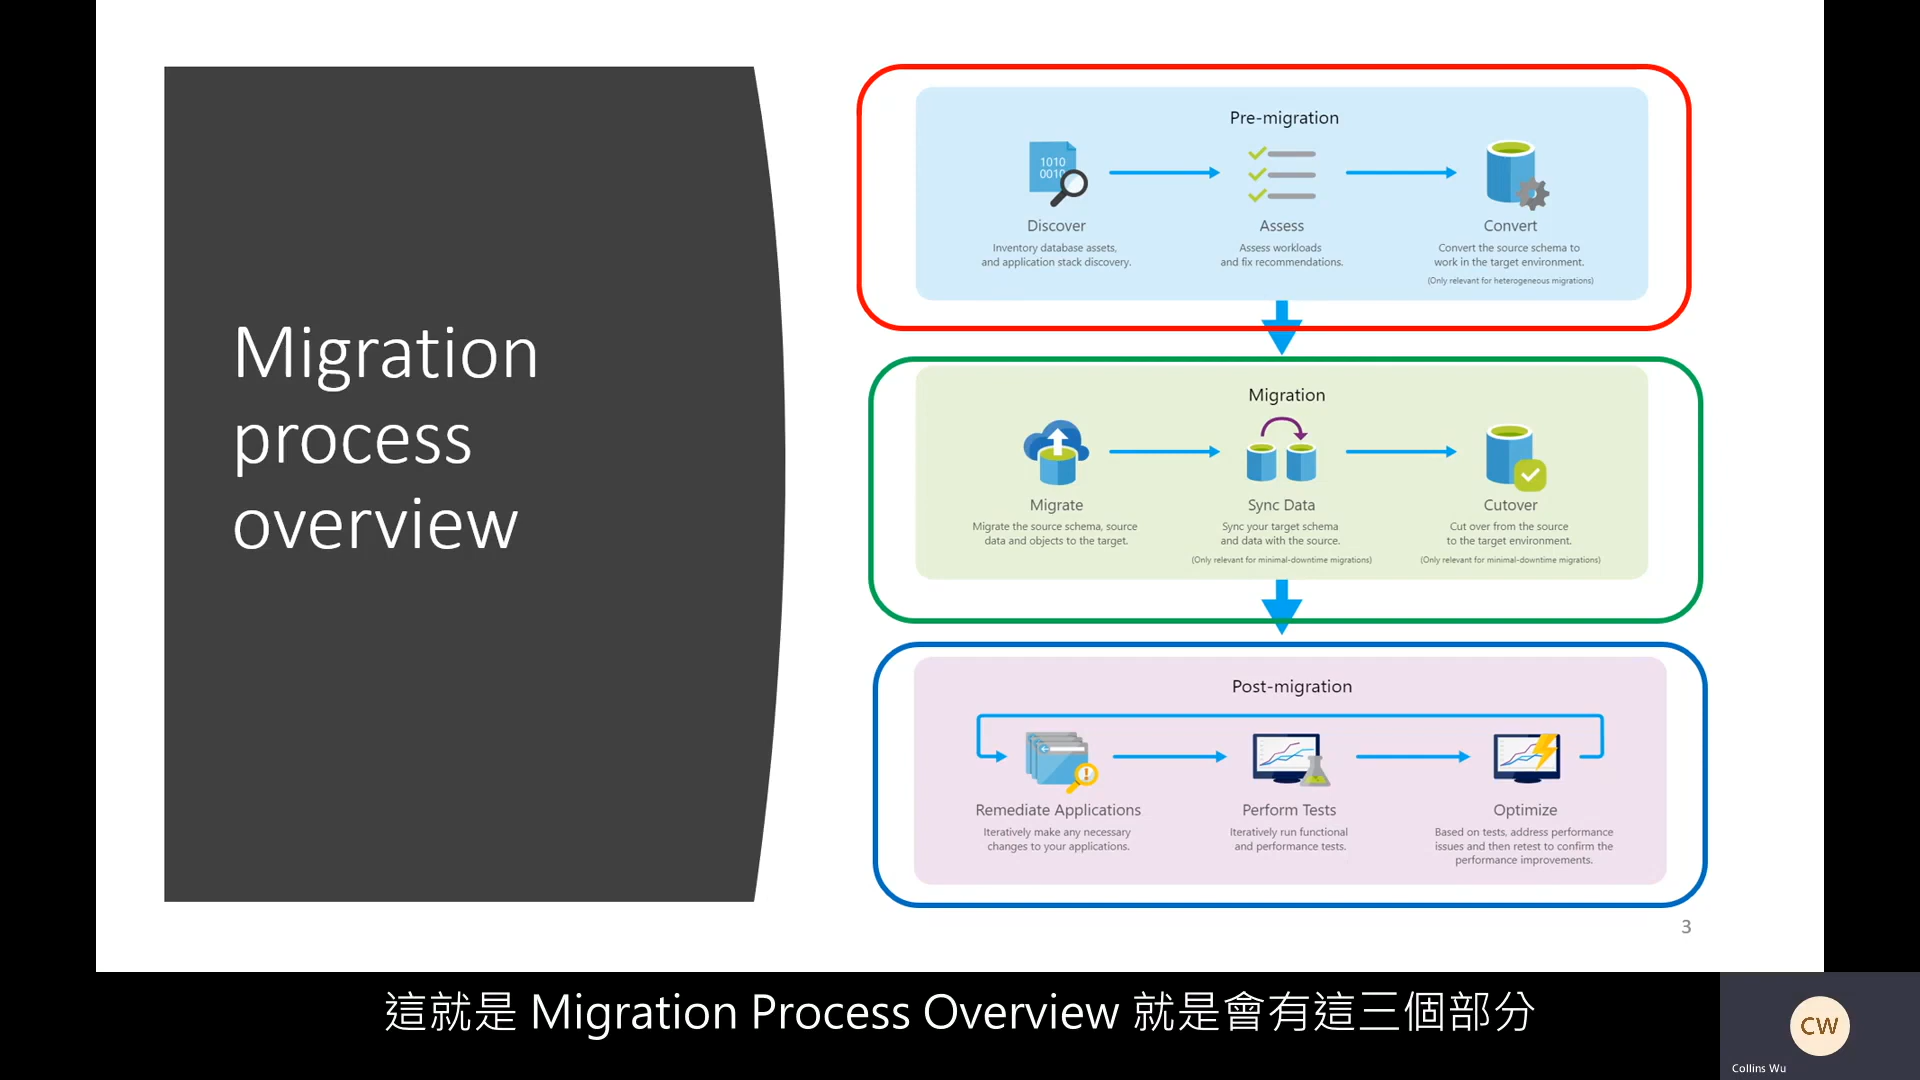 Migration
process
overview
Pre-migration
1010
0010
Discover
Inventory database assets,
and application stack discovery.
Assess
Assess workloads
and fix recommendations.
Convert
Convert the source schema to
work in the target environment.
(Only relevant for heterogeneous migrations)
Migration
Migrate
Migrate the source schema, source
data and objects to the target.
Sync Data
Sync your target schema
and data with the source.
(Only relevant for minimal-downtime migrations)
Cutover
Cut over from the source
to the target environment.
(Only relevant for minimal-downtime migrations)
Post-migration
Remediate Applications
Iteratively make any necessary
changes to your applications.
Perform Tests
Iteratively run functional
and performance tests.
Optimize
Based on tests, address performance
issues and then retest to confirm the
performance improvements.
3
這就是 Migration Process Overview 就是會有這三個部分
CW
Collins Wu